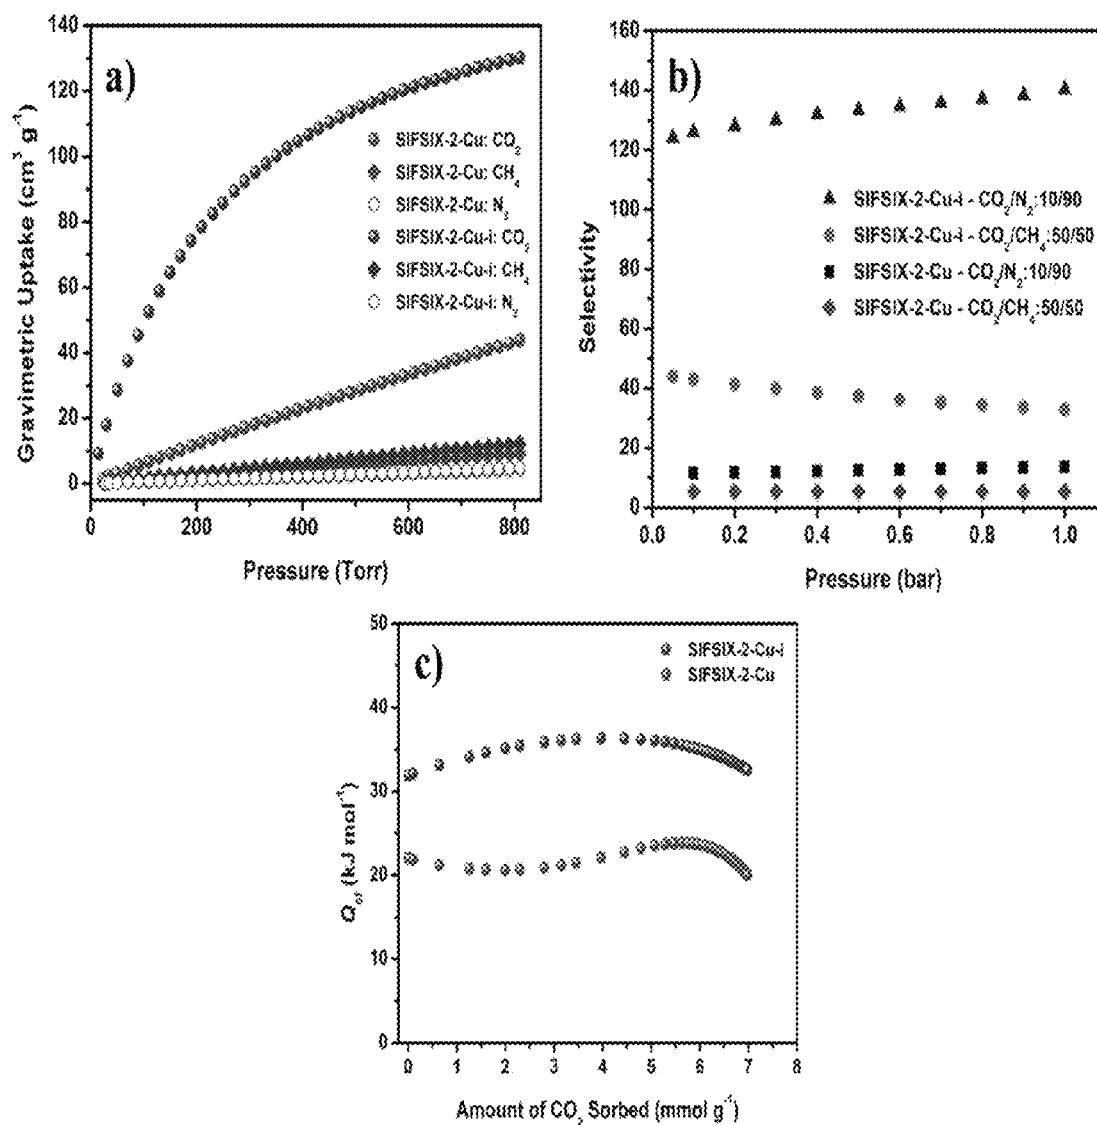 a)
140
120
100
80
60
40
20
0
Gravimetric Uptake (cm³ g⁻¹)
SIFSIX-2-Cu: CO₂
SIFSIX-2-Cu: CH₄
SIFSIX-2-Cu: N₂
SIFSIX-2-Cu-i: CO₂
SIFSIX-2-Cu-i: CH₄
SIFSIX-2-Cu-i: N₂
0 200 400 600 800
Pressure (Torr)
b)
160
140
120
100
80
60
40
20
0
Selectivity
SIFSIX-2-Cu-i - CO₂/N₂:10/90
SIFSIX-2-Cu-i - CO₂/CH₄:50/50
SIFSIX-2-Cu - CO₂/N₂:10/90
SIFSIX-2-Cu - CO₂/CH₄:50/50
0.0 0.2 0.4 0.6 0.8 1.0
Pressure (bar)
c)
50
40
30
20
10
0
Qst (kJ mol⁻¹)
SIFSIX-2-Cu-i
SIFSIX-2-Cu
0 1 2 3 4 5 6 7 8
Amount of CO₂ Sorbed (mmol g⁻¹)